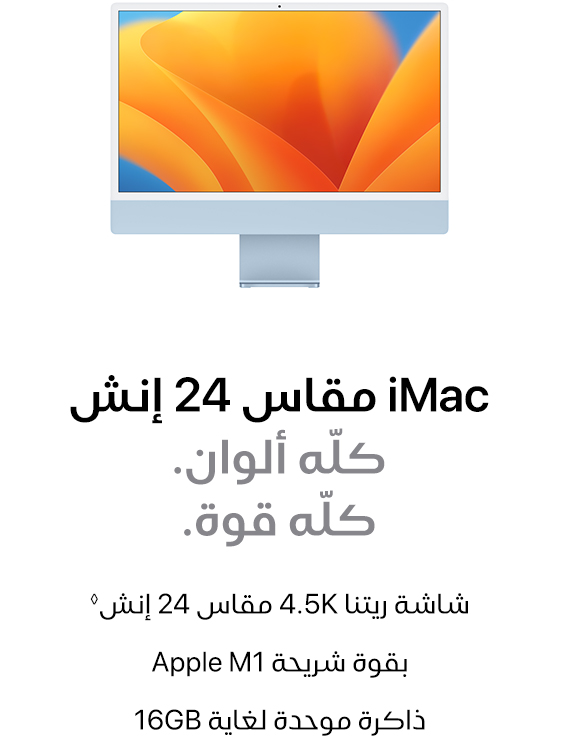 iMac مقاس 24 إنش
كلّه ألوان.
كلّه قوة.
شاشة ريتنا 4.5K مقاس 24 إنش◊
بقوة شريحة Apple M1
ذاكرة موحدة لغاية 16GB